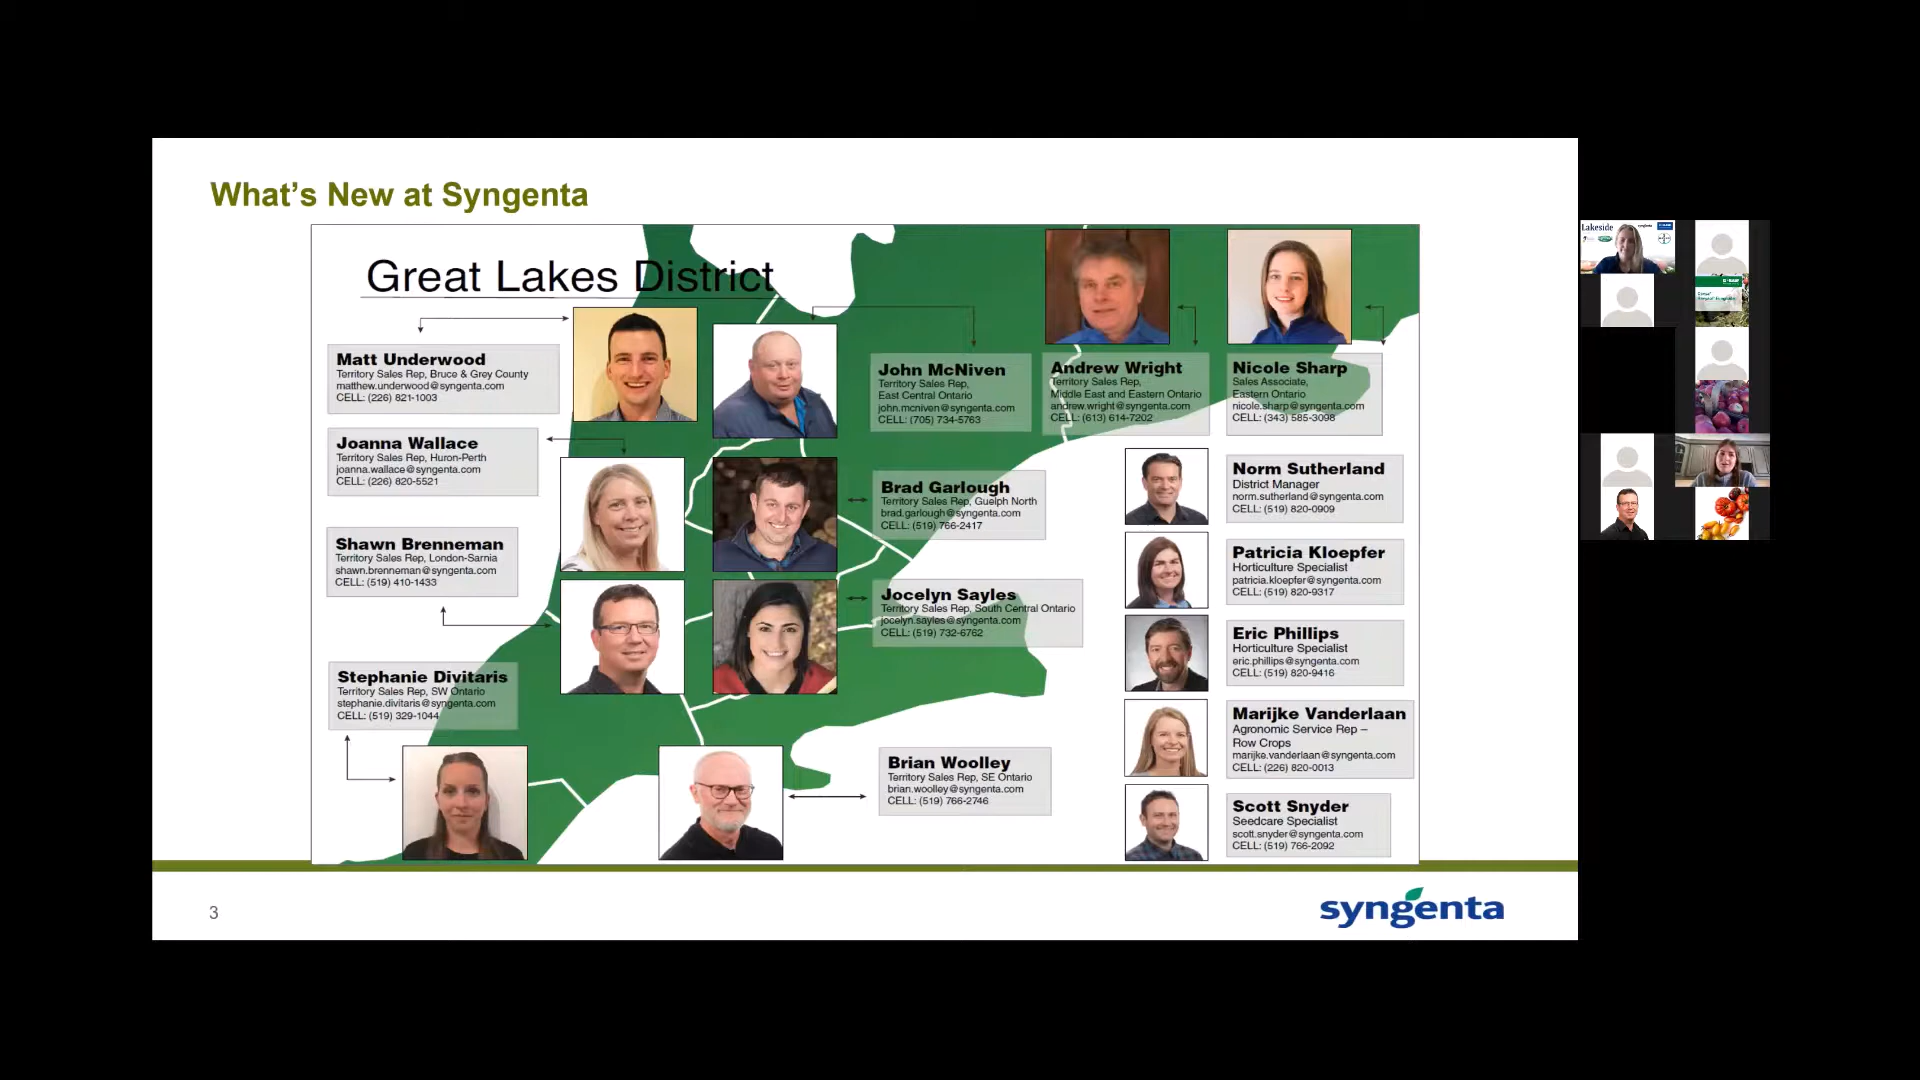 What's New at Syngenta
Great Lakes District
Matt Underwood
Territory Sales Rep, Bruce & Grey County
matthew.underwood@syngenta.com
CELL: (226) 821-1003
Joanna Wallace
Territory Sales Rep, Huron-Perth
joanna.wallace@syngenta.com
CELL: (226) 820-5521
Shawn Brenneman
Territory Sales Rep, London-Sarnia
shawn.brenneman@syngenta.com
CELL: (519) 410-1433
Stephanie Divitaris
Territory Sales Rep, SW Ontario
stephanie.divitaris@syngenta.com
CELL: (519) 329-1044
John McNiven
Territory Sales Rep,
East Central Ontario
john.mcniven@syngenta.com
CELL: (705) 734-5763
Andrew Wright
Territory Sales Rep,
Middle East and Eastern Ontario
andrew.wright@syngenta.com
CELL: (613) 614-7202
Nicole Sharp
Sales Associate,
Eastern Ontario
nicole.sharp@syngenta.com
CELL: (343) 585-3098
Brad Garlough
Territory Sales Rep, Guelph North
brad.garlough@syngenta.com
CELL: (519) 766-2417
Jocelyn Sayles
Territory Sales Rep, South Central Ontario
jocelyn.sayles@syngenta.com
CELL: (519) 732-6762
Brian Woolley
Territory Sales Rep, SE Ontario
brian.woolley@syngenta.com
CELL: (519) 766-2746
Norm Sutherland
District Manager
norm.sutherland@syngenta.com
CELL: (519) 820-0909
Patricia Kloepfer
Horticulture Specialist
patricia.kloepfer@syngenta.com
CELL: (519) 820-9317
Eric Phillips
Horticulture Specialist
eric.phillips@syngenta.com
CELL: (519) 820-9416
Marijke Vanderlaan
Agronomic Service Rep –
Row Crops
marijke.vanderlaan@syngenta.com
CELL: (226) 820-0013
Scott Snyder
Seedcare Specialist
scott.snyder@syngenta.com
CELL: (519) 766-2092
3
syngenta
Lakeside